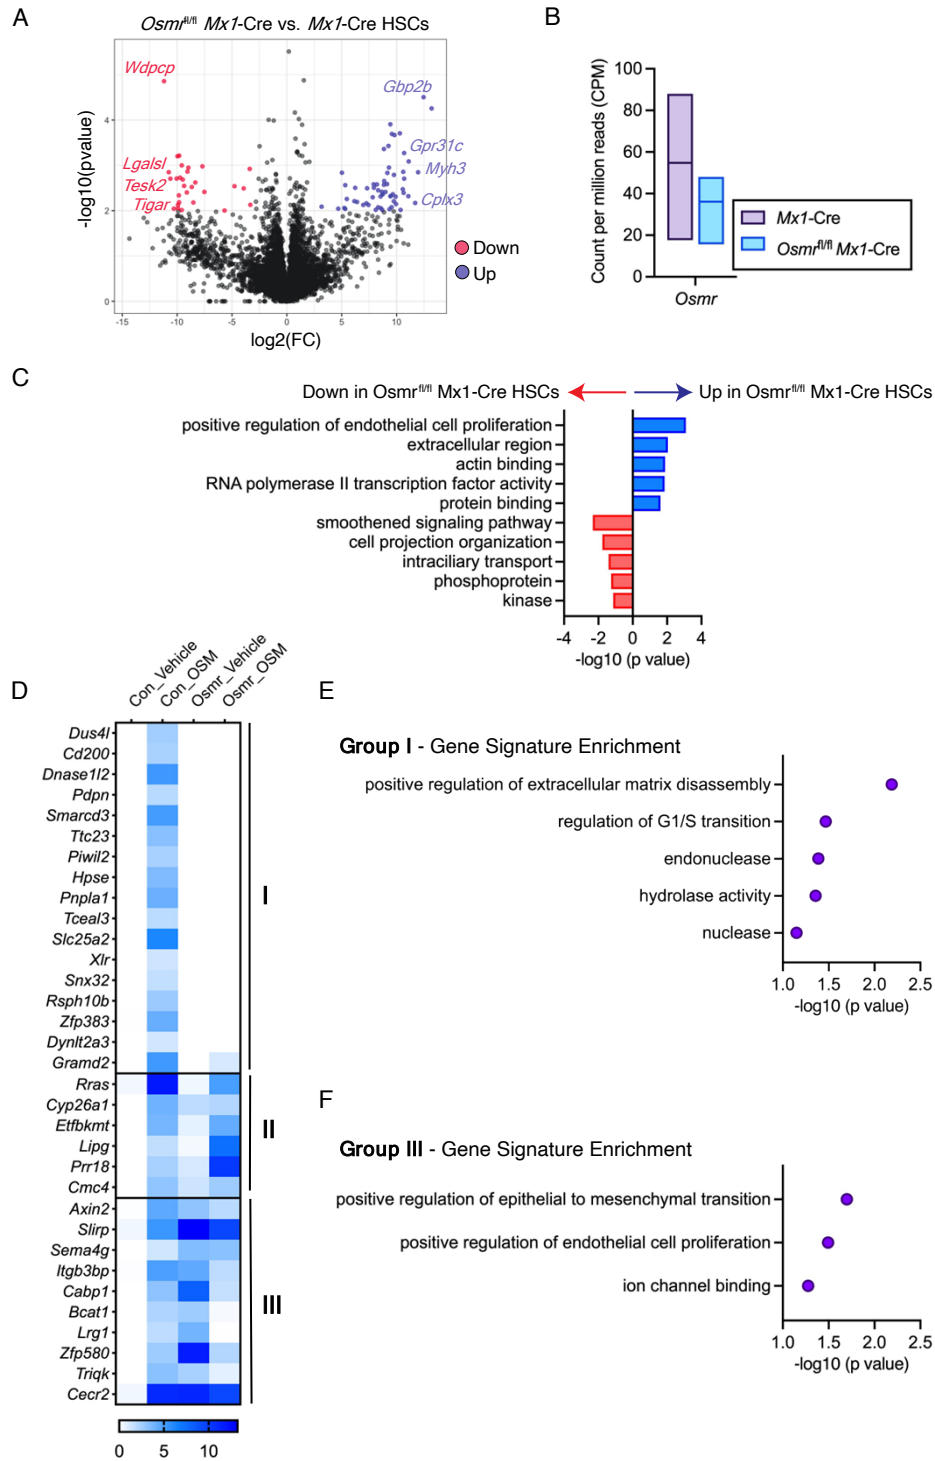 A
Osmr^fl/fl Mx1-Cre vs. Mx1-Cre HSCs
Wdpcp
Gbp2b
Gpr31c
Lgalsl
Myh3
Tesk2
Tigar
Cplx3
-log10(pvalue)
4
2
0
-15
-10
-5
0
5
10
log2(FC)
Down
Up
B
Count per million reads (CPM)
100
80
60
40
20
0
Osmr
Mx1-Cre
Osmr^fl/fl Mx1-Cre
C
Down in Osmr^fl/fl Mx1-Cre HSCs
Up in Osmr^fl/fl Mx1-Cre HSCs
positive regulation of endothelial cell proliferation
extracellular region
actin binding
RNA polymerase II transcription factor activity
protein binding
smoothened signaling pathway
cell projection organization
intraciliary transport
phosphoprotein
kinase
-4
-2
0
2
4
-log10 (p value)
D
Con_Vehicle
Con_OSM
Osmr_Vehicle
Osmr_OSM
Dus4l
Cd200
Dnase1l2
Pdpn
Smarcd3
Ttc23
Piwil2
Hpse
Pnpla1
Tceal3
Slc25a2
Xlr
Snx32
Rsph10b
Zfp383
Dynlt2a3
Gramd2
I
Rras
Cyp26a1
Etfbkmt
Lipg
Prr18
Cmc4
II
Axin2
Slirp
Sema4g
Itgb3bp
Cabp1
Bcat1
Lrg1
Zfp580
Triqk
Cecr2
III
0
5
10
E
Group I - Gene Signature Enrichment
positive regulation of extracellular matrix disassembly
regulation of G1/S transition
endonuclease
hydrolase activity
nuclease
1.0
1.5
2.0
2.5
-log10 (p value)
F
Group III - Gene Signature Enrichment
positive regulation of epithelial to mesenchymal transition
positive regulation of endothelial cell proliferation
ion channel binding
1.0
1.5
2.0
2.5
-log10 (p value)